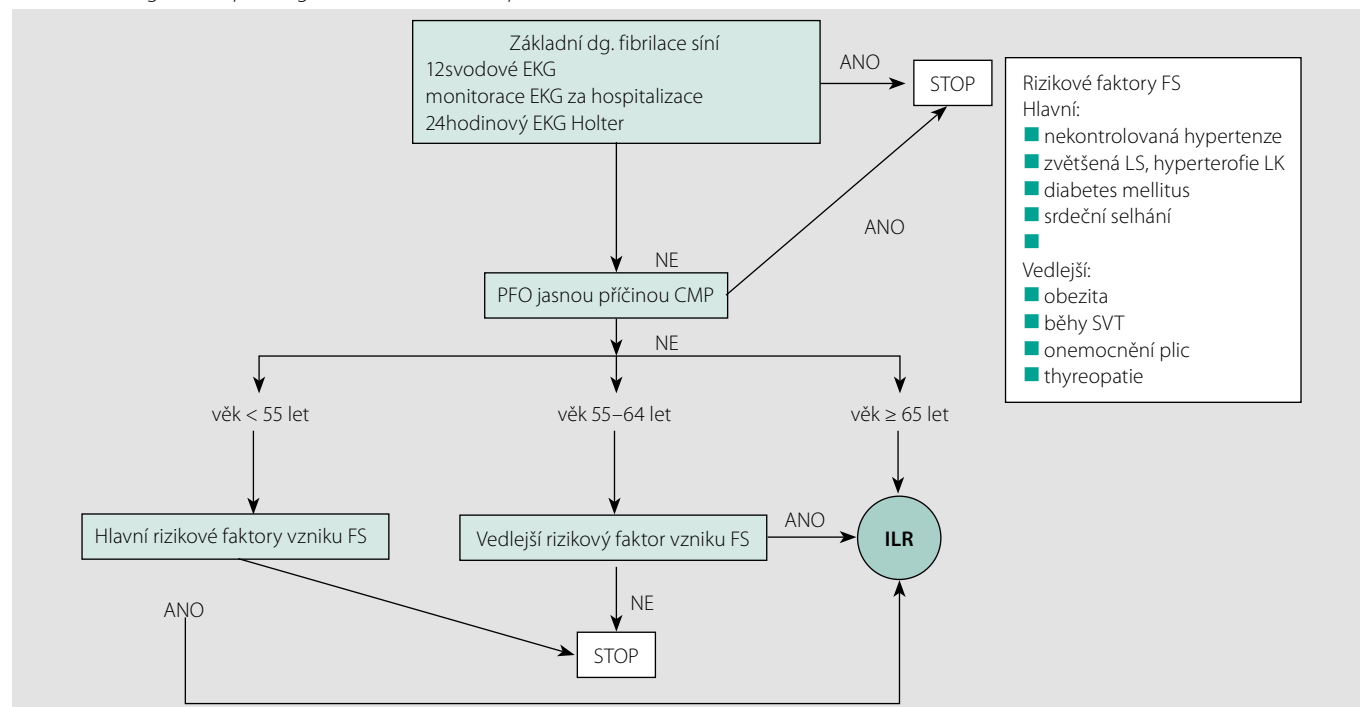 Základní dg. fibrilace síní
12svodové EKG
monitorace EKG za hospitalizace
24hodinový EKG Holter
ANO
STOP
Rizikové faktory FS
Hlavní:
nekontrolovaná hypertenze
zvětšená LS, hyperterofie LK
diabetes mellitus
srdeční selhání
Vedlejší:
obezita
běhy SVT
onemocnění plic
thyreopatie
ANO
NE
PFO jasnou příčinou CMP
NE
věk < 55 let
věk 55–64 let
věk ≥ 65 let
Hlavní rizikové faktory vzniku FS
Vedlejší rizikový faktor vzniku FS
ANO
ILR
ANO
NE
STOP